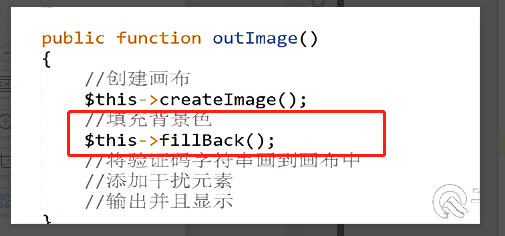 public function outImage()
{
//创建画布
$this->createImage();
//填充背景色
$this->fillBack();
//将验证码字符串画到画布中
//添加干扰元素
//输出并且显示
}